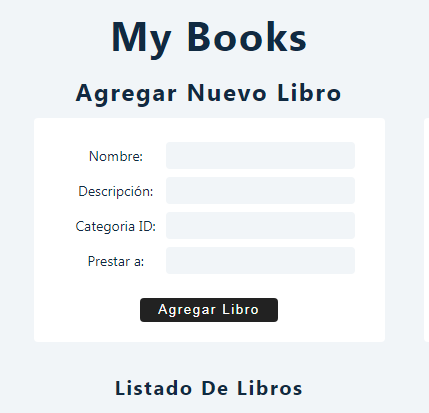 My Books
Agregar Nuevo Libro
Nombre:
Descripción:
Categoria ID:
Prestar a:
Agregar Libro
Listado De Libros